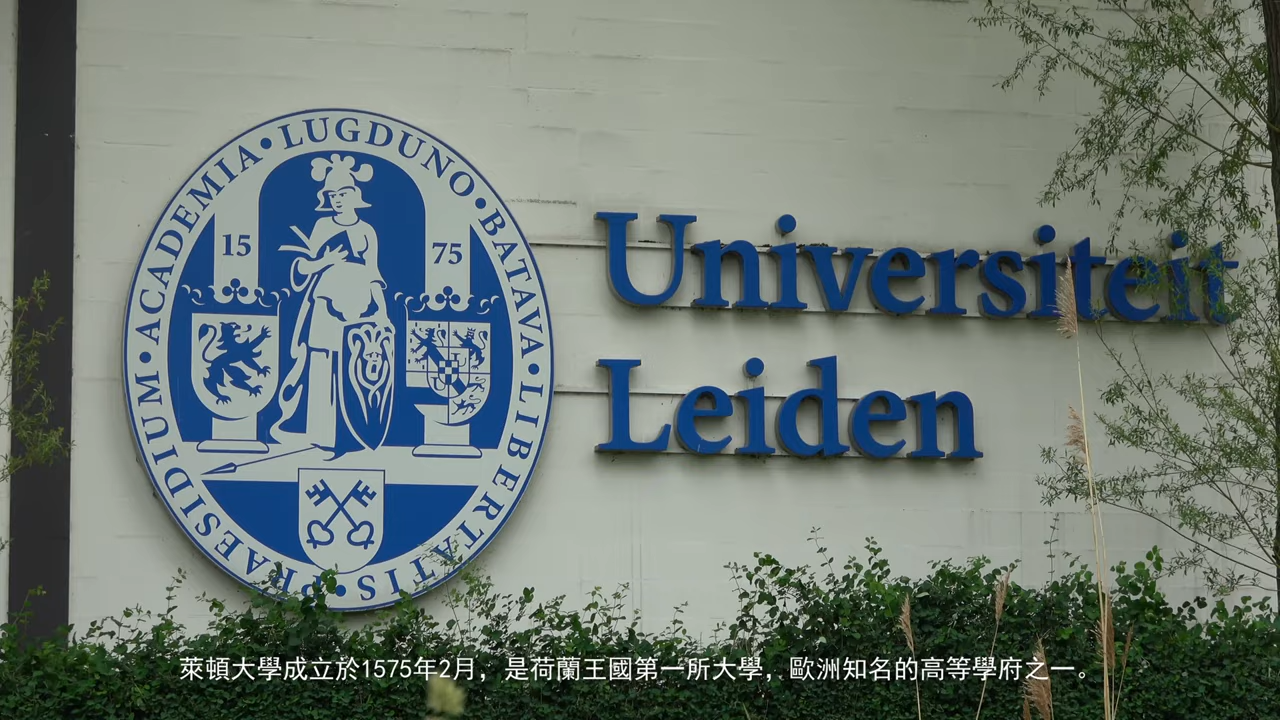 ACADEMIA • LUGDUNO • BATAVA • LIBERTATIS • PRAESIDIUM •
15 75
Universiteit
Leiden
萊頓大學成立於1575年2月，是荷蘭王國第一所大學，歐洲知名的高等學府之一。